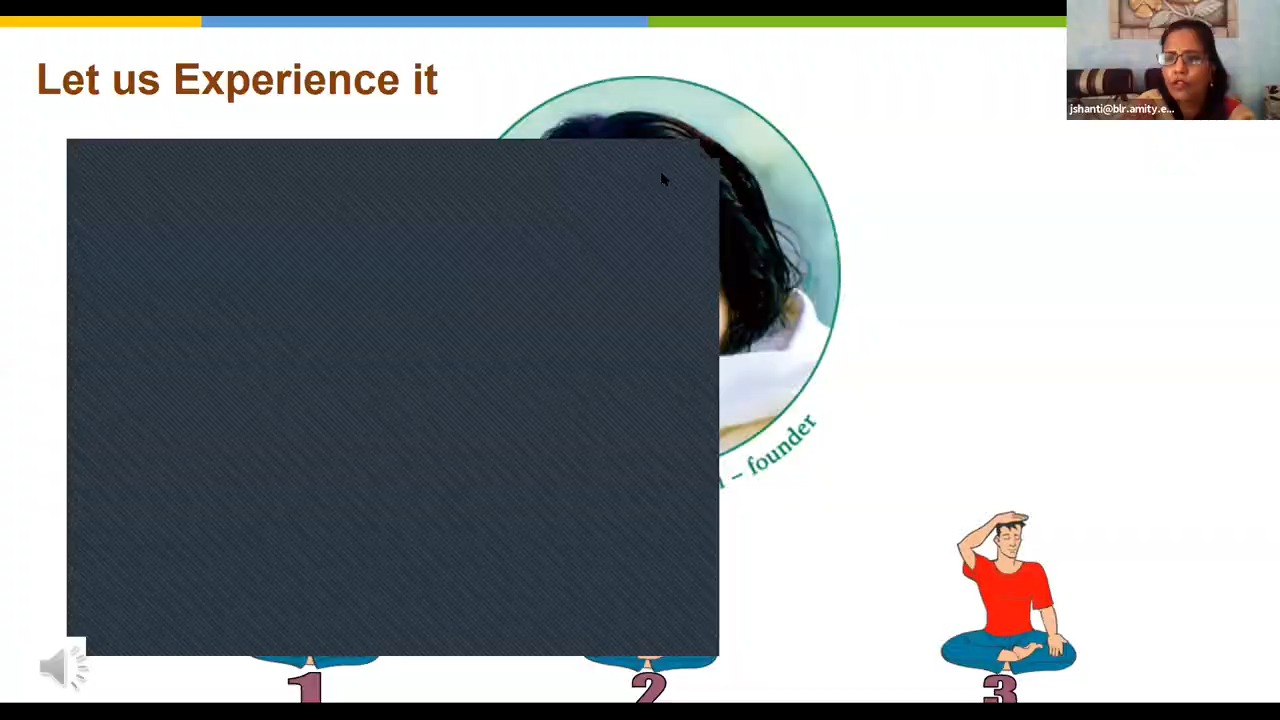 Let us Experience it
jshanti@blr.amity.e...
– founder
1
2
3